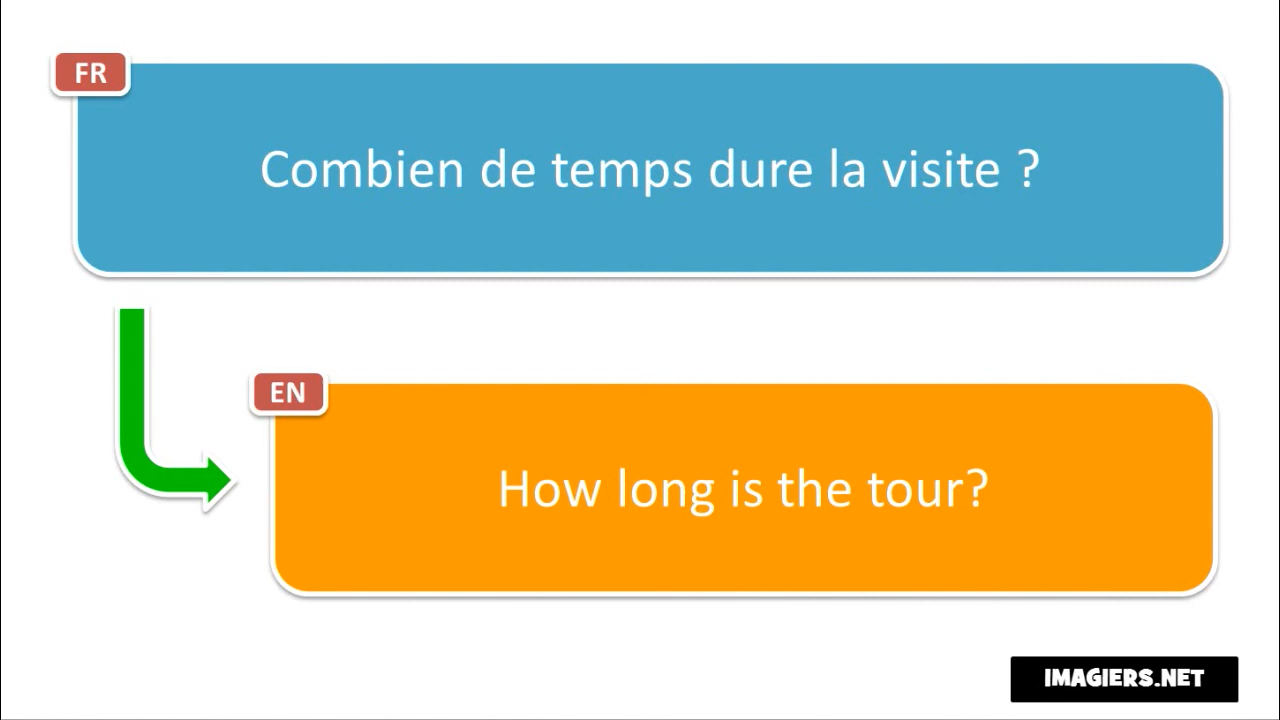 FR
Combien de temps dure la visite ?
EN
How long is the tour?
IMAGIERS.NET